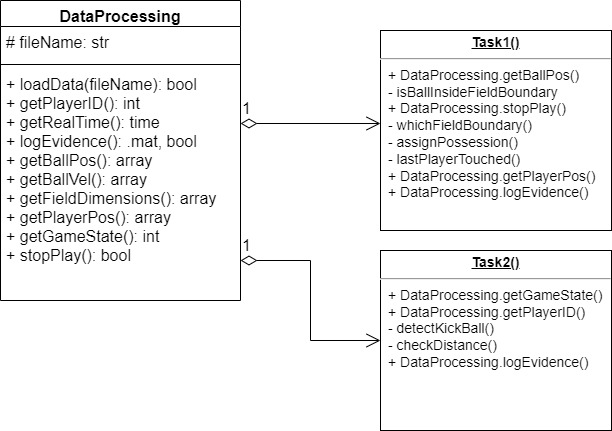 DataProcessing
# fileName: str
+ loadData(fileName): bool
+ getPlayerID(): int
+ getRealTime(): time
+ logEvidence(): .mat, bool
+ getBallPos(): array
+ getBallVel(): array
+ getFieldDimensions(): array
+ getPlayerPos(): array
+ getGameState(): int
+ stopPlay(): bool
1
1
Task1()
+ DataProcessing.getBallPos()
- isBallInsideFieldBoundary
+ DataProcessing.stopPlay()
- whichFieldBoundary()
- assignPossession()
- lastPlayerTouched()
+ DataProcessing.getPlayerPos()
+ DataProcessing.logEvidence()
Task2()
+ DataProcessing.getGameState()
+ DataProcessing.getPlayerID()
- detectKickBall()
- checkDistance()
+ DataProcessing.logEvidence()